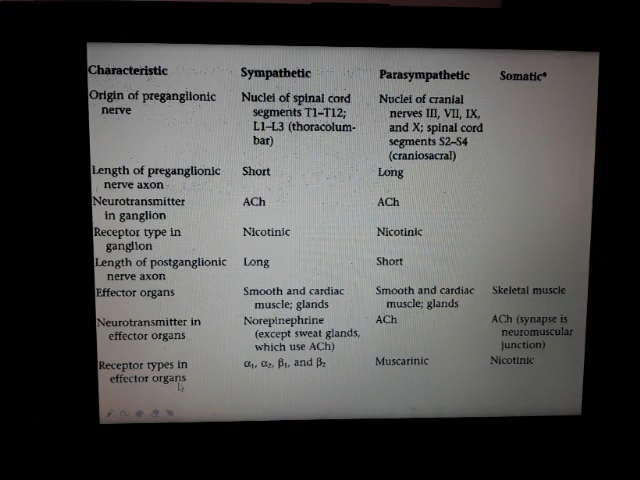 Characteristic Sympathetic Parasympathetic Somatic*
Origin of preganglionic Nuclei of spinal cord Nuclei of cranial
nerve segments T1–T12; nerves III, VII, IX,
L1–L3 (thoracolum- and X; spinal cord
bar) segments S2–S4
(craniosacral)
Length of preganglionic Short Long
nerve axon
Neurotransmitter ACh ACh
in ganglion
Receptor type in Nicotinic Nicotinic
ganglion
Length of postganglionic Long Short
nerve axon
Effector organs Smooth and cardiac Smooth and cardiac Skeletal muscle
muscle; glands muscle; glands
Neurotransmitter in Norepinephrine ACh ACh (synapse is
effector organs (except sweat glands, neuromuscular
which use ACh) junction)
Receptor types in α₁, α₂, β₁, and β₂ Muscarinic Nicotinic
effector organs